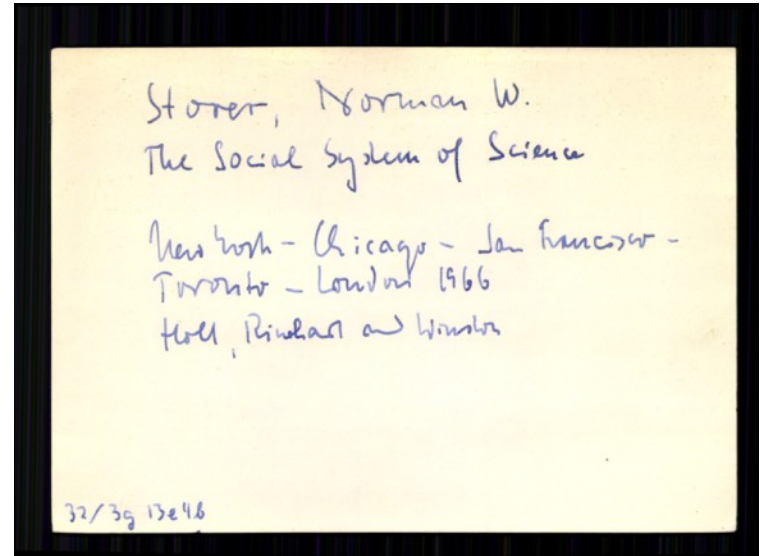 Storer, Norman W.
The Social System of Science
New York - Chicago - San Francisco -
Toronto - London 1966
Holt, Rinehart and Winston
32/3g 13e46